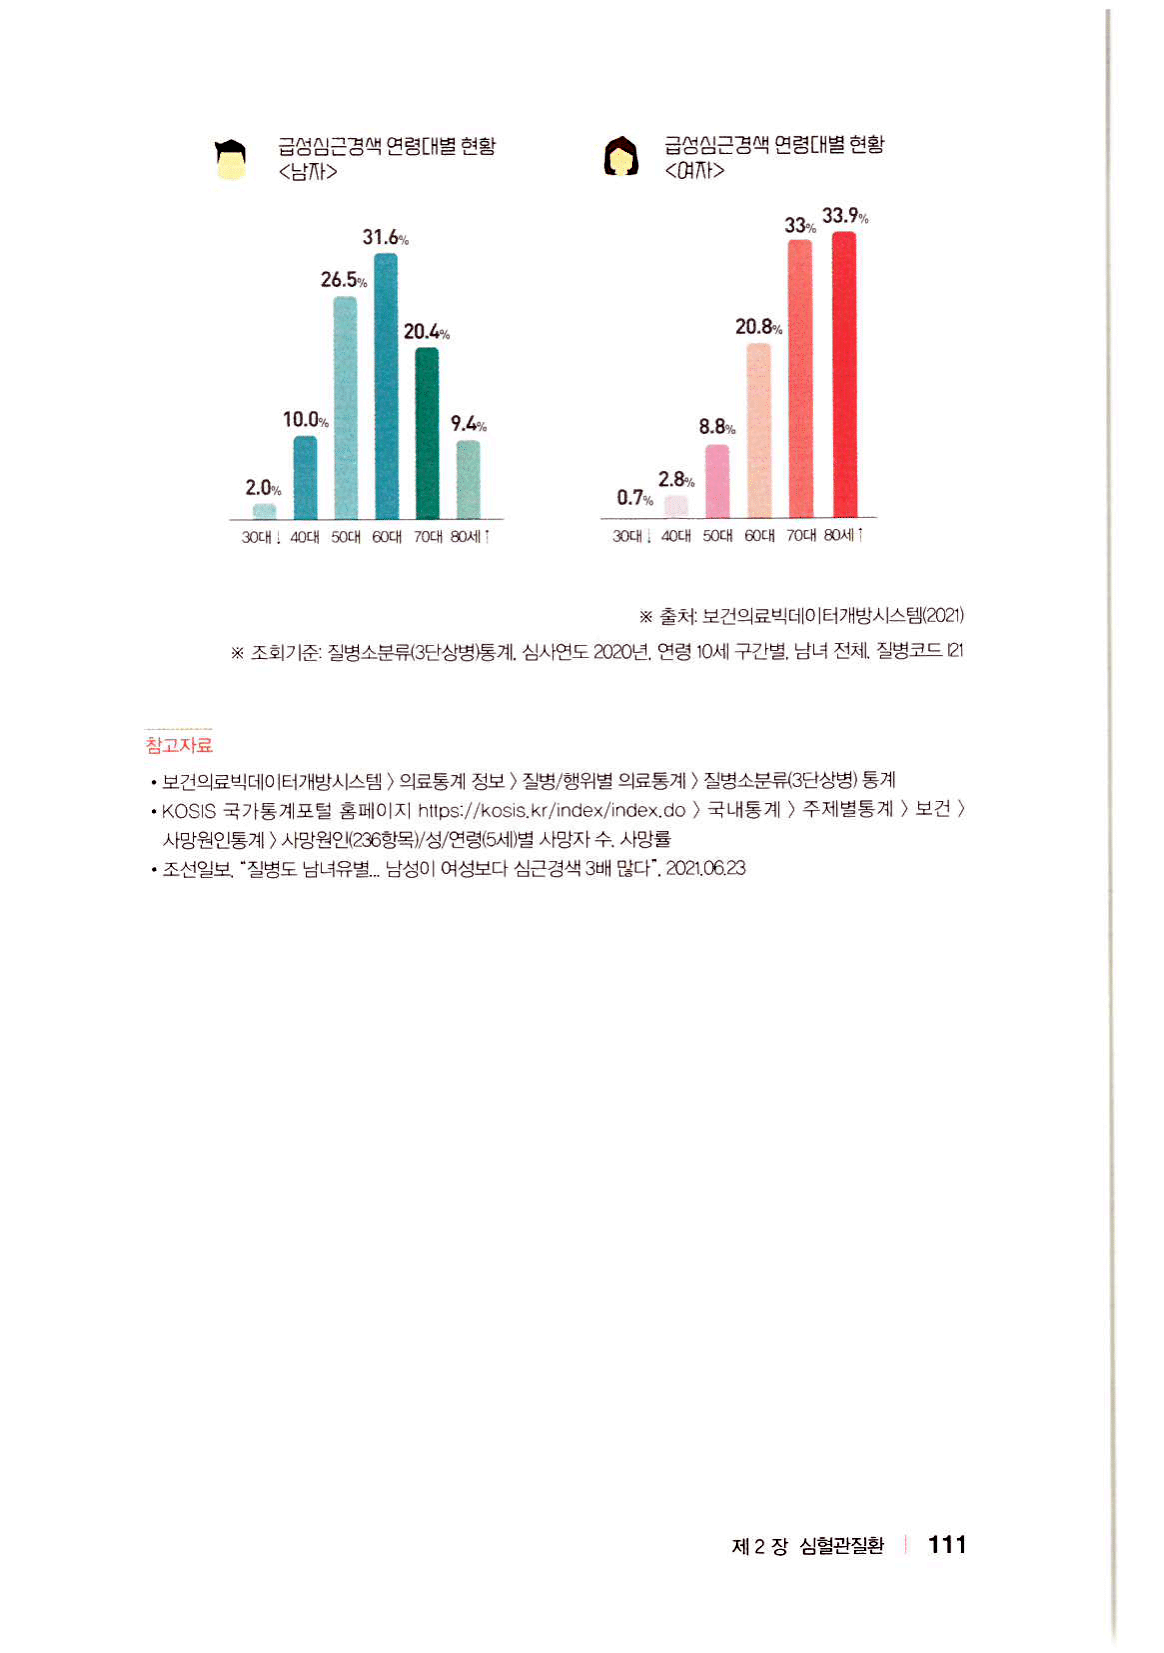 급성심근경색 연령대별 현황
<남자>
31.6%
26.5%
20.4%
10.0%
9.4%
2.0%
30대↓ 40대 50대 60대 70대 80세↑
급성심근경색 연령대별 현황
<여자>
33.9%
33%
20.8%
8.8%
2.8%
0.7%
30대↓ 40대 50대 60대 70대 80세↑
※ 출처: 보건의료빅데이터개방시스템(2021)
※ 조회기준: 질병소분류(3단상병)통계, 심사연도 2020년, 연령 10세 구간별, 남녀 전체, 질병코드 I21
참고자료
• 보건의료빅데이터개방시스템 > 의료통계 정보 > 질병/행위별 의료통계 > 질병소분류(3단상병) 통계
• KOSIS 국가통계포털 홈페이지 https://kosis.kr/index/index.do > 국내통계 > 주제별통계 > 보건 >
사망원인통계 > 사망원인(236항목)/성/연령(5세)별 사망자 수, 사망률
• 조선일보, “질병도 남녀유별... 남성이 여성보다 심근경색 3배 많다”, 2021.06.23
제 2 장 심혈관질환 | 111